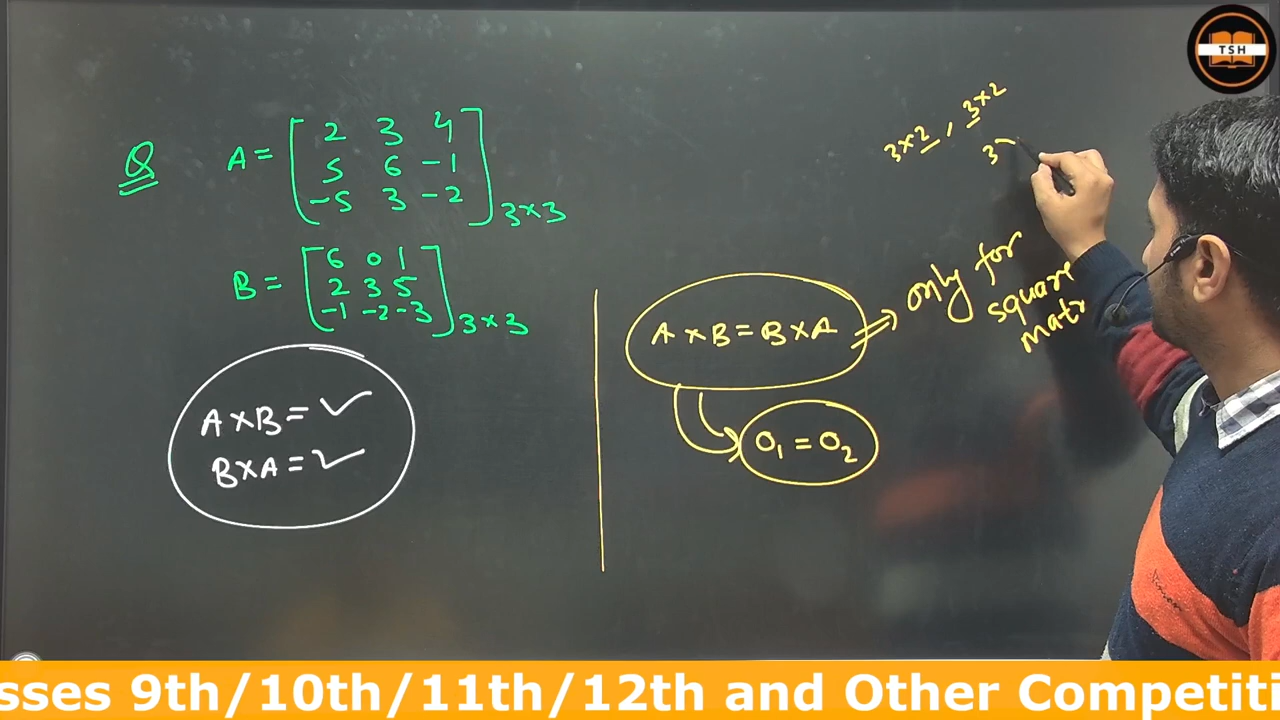 TSH
Q A = [ 2 3 4
5 6 -1
-5 3 -2 ] 3×3
B = [ 6 0 1
2 3 5
-1 -2 -3 ] 3×3
A×B = ✓
B×A = ✓
3×2 , 3×2
3
A×B = B×A ⇒ only for
square
matr
O₁ = O₂
sses 9th/10th/11th/12th and Other Competiti